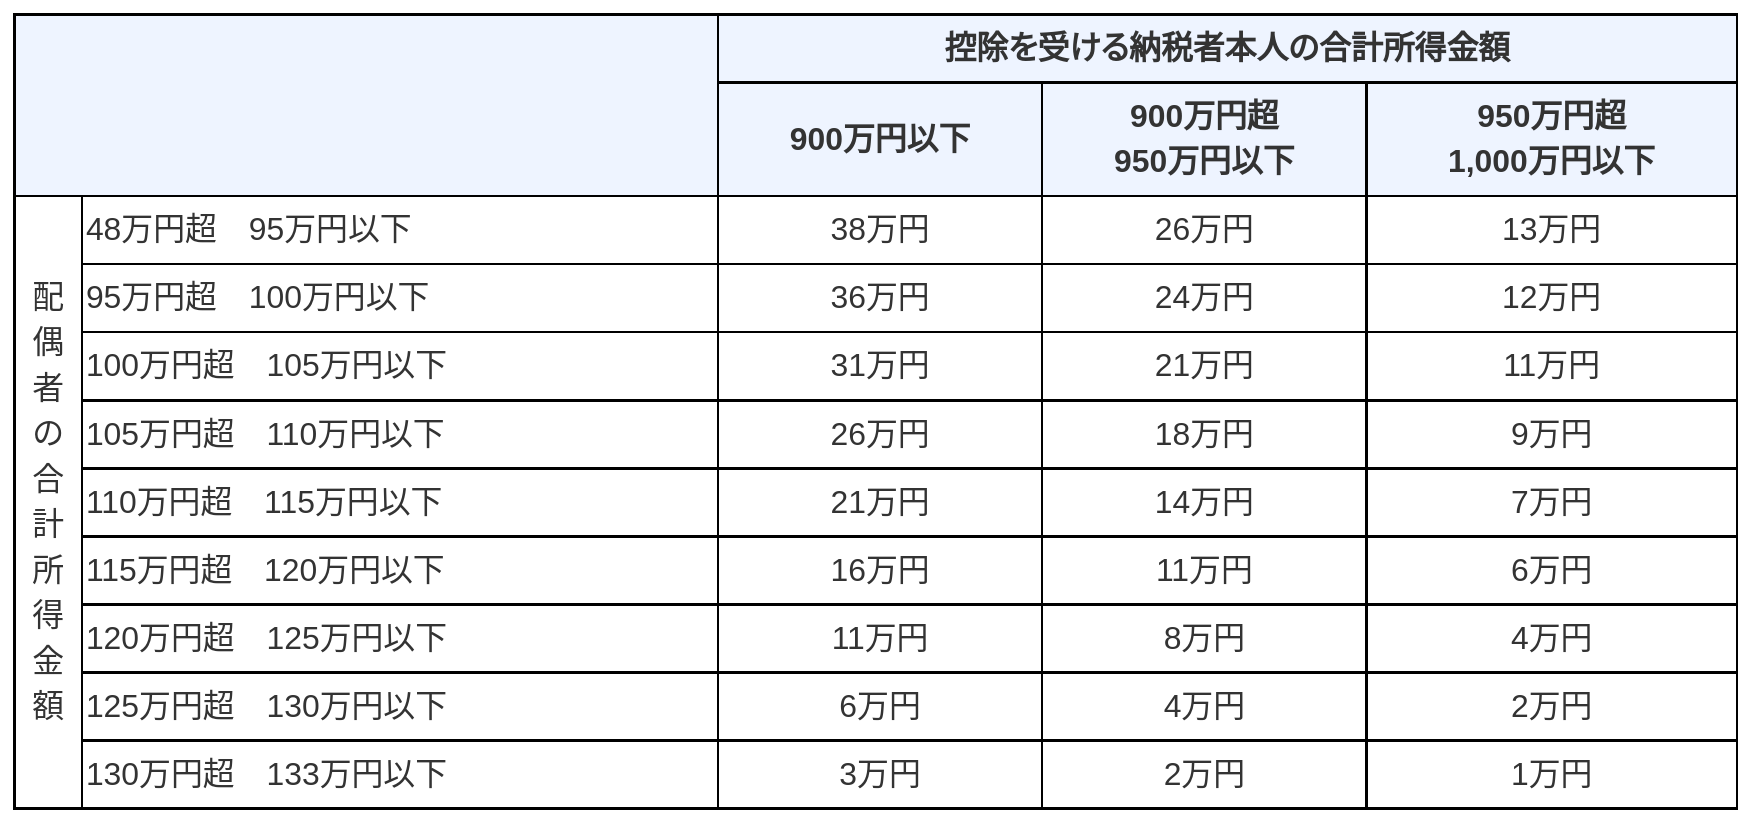 控除を受ける納税者本人の合計所得金額
900万円以下
900万円超
950万円以下
950万円超
1,000万円以下
配偶者の合計所得金額
48万円超　95万円以下 38万円 26万円 13万円
95万円超　100万円以下 36万円 24万円 12万円
100万円超　105万円以下 31万円 21万円 11万円
105万円超　110万円以下 26万円 18万円 9万円
110万円超　115万円以下 21万円 14万円 7万円
115万円超　120万円以下 16万円 11万円 6万円
120万円超　125万円以下 11万円 8万円 4万円
125万円超　130万円以下 6万円 4万円 2万円
130万円超　133万円以下 3万円 2万円 1万円